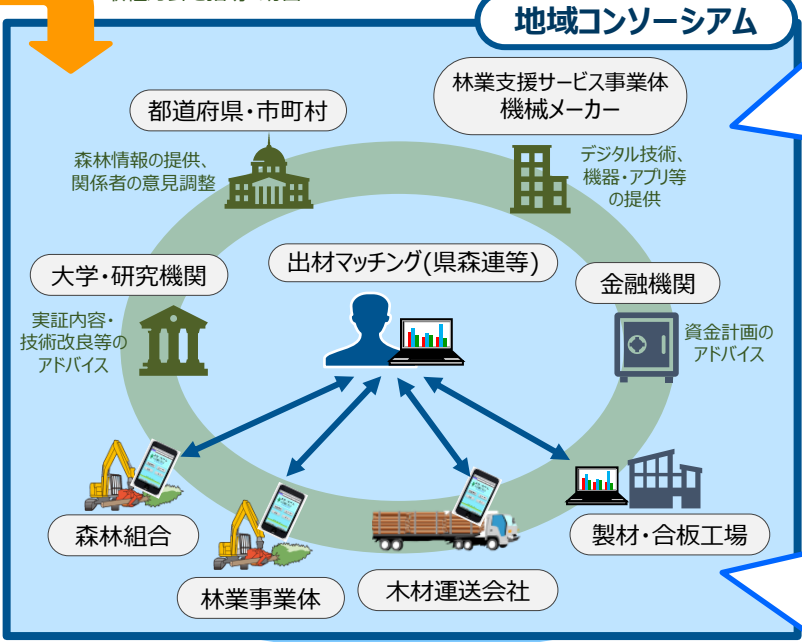 地域コンソーシアム
林業支援サービス事業体
機械メーカー
都道府県・市町村
森林情報の提供、
関係者の意見調整
デジタル技術、
機器・アプリ等
の提供
出材マッチング(県森連等)
大学・研究機関
金融機関
実証内容・
技術改良等の
アドバイス
資金計画の
アドバイス
森林組合
製材・合板工場
林業事業体
木材運送会社